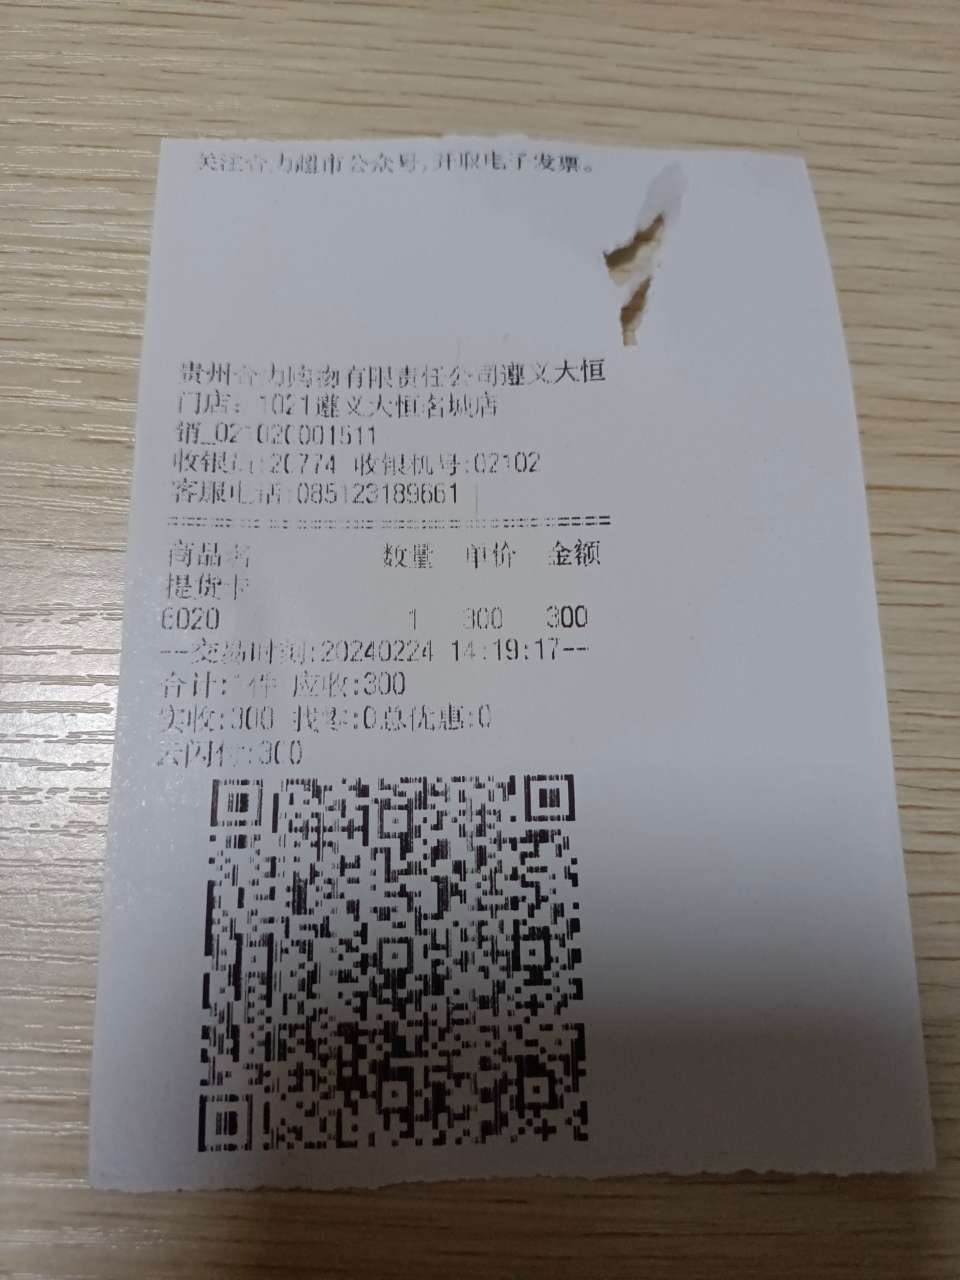 关注合力超市公众号,开取电子发票。
贵州合力购物有限责任公司遵义大恒
门店: 1021遵义大恒名城店
销_021020001511
收银员:20774 收银机号:02102
客服电话:085123189661
商品名 数量 单价 金额
提货卡
6020 1 300 300
--交易时刻:20240224 14:19:17--
合计:1件 应收:300
实收:300 找零:0总优惠:0
云闪付:300